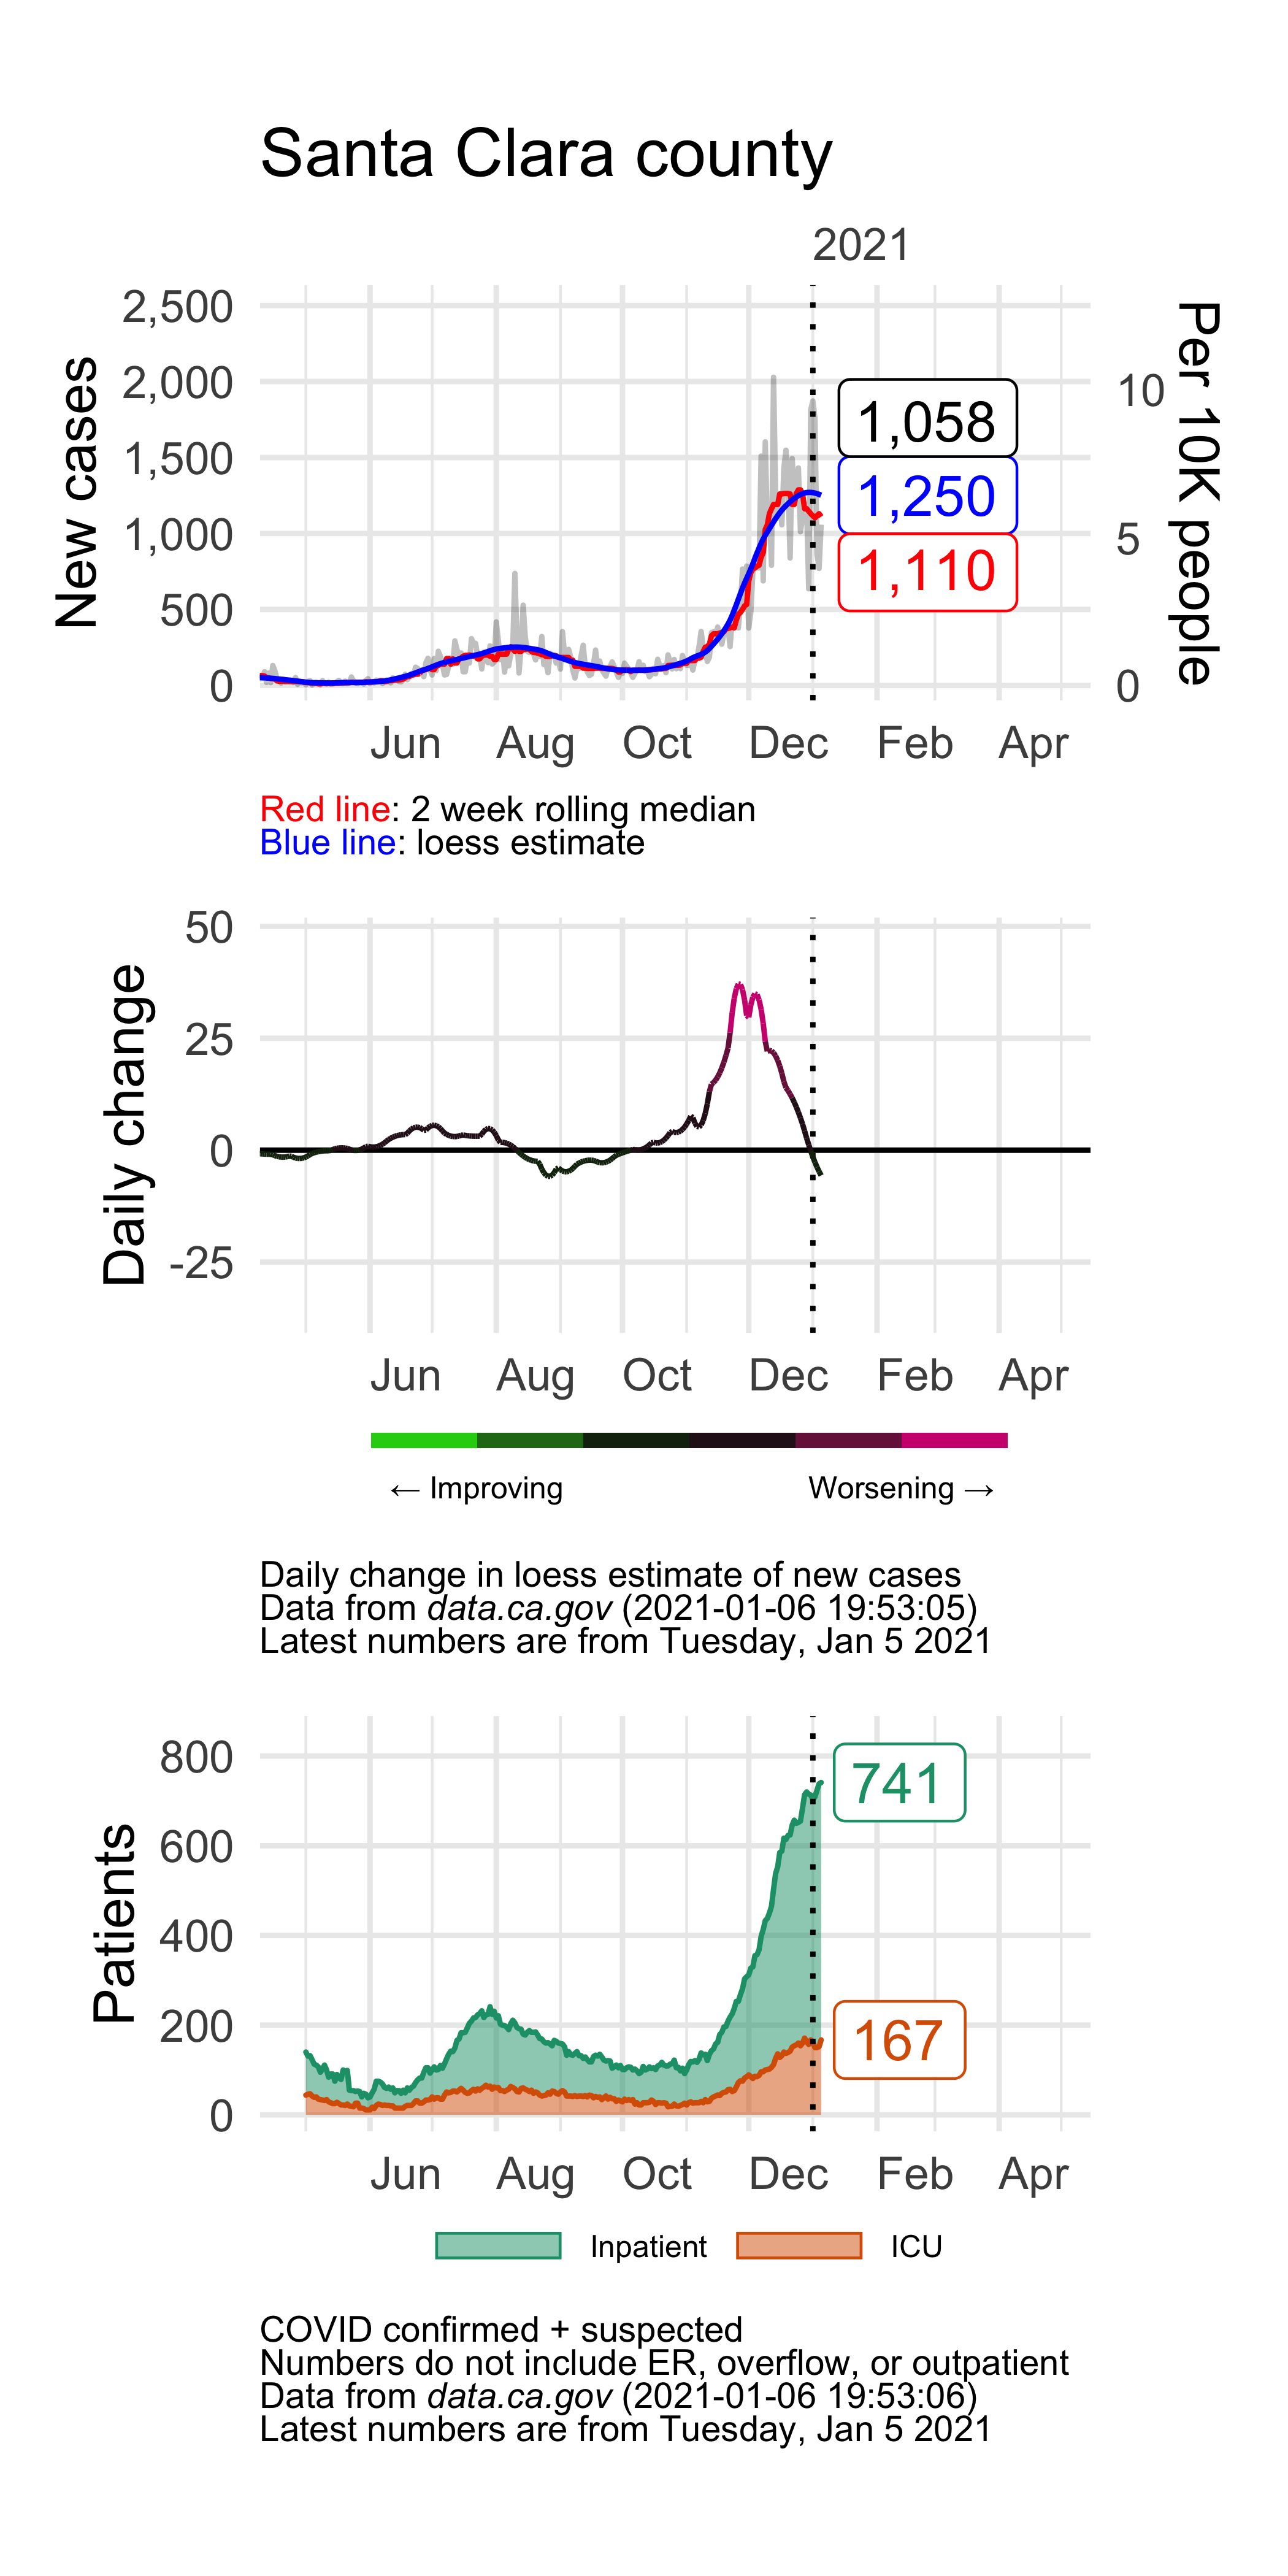 Santa Clara county
2021
New cases
2,500
2,000
1,500
1,000
500
0
1,058
1,250
1,110
10
5
0
Per 10K people
Jun Aug Oct Dec Feb Apr
Red line: 2 week rolling median
Blue line: loess estimate
Daily change
50
25
0
-25
Jun Aug Oct Dec Feb Apr
← Improving Worsening →
Daily change in loess estimate of new cases
Data from data.ca.gov (2021-01-06 19:53:05)
Latest numbers are from Tuesday, Jan 5 2021
Patients
800
600
400
200
0
741
167
Jun Aug Oct Dec Feb Apr
Inpatient ICU
COVID confirmed + suspected
Numbers do not include ER, overflow, or outpatient
Data from data.ca.gov (2021-01-06 19:53:06)
Latest numbers are from Tuesday, Jan 5 2021